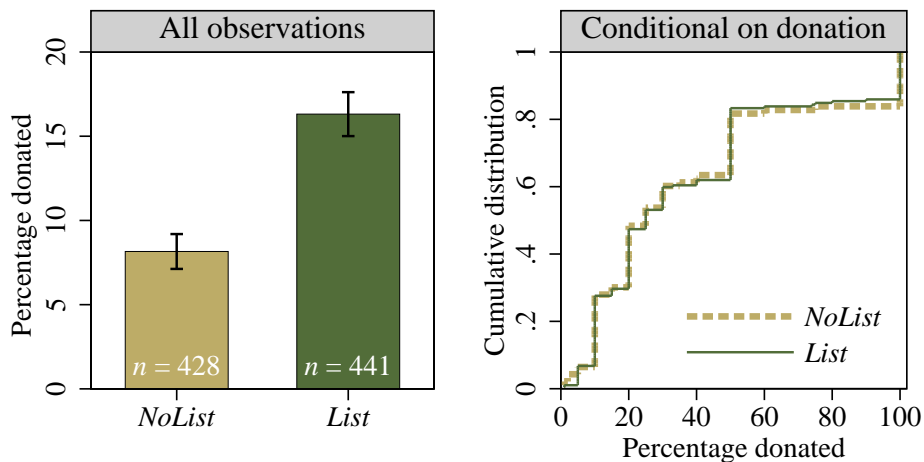 All observations
Percentage donated
20
15
10
5
0
n = 428
n = 441
NoList
List
Conditional on donation
Cumulative distribution
1
.8
.6
.4
.2
0
NoList
List
0 20 40 60 80 100
Percentage donated